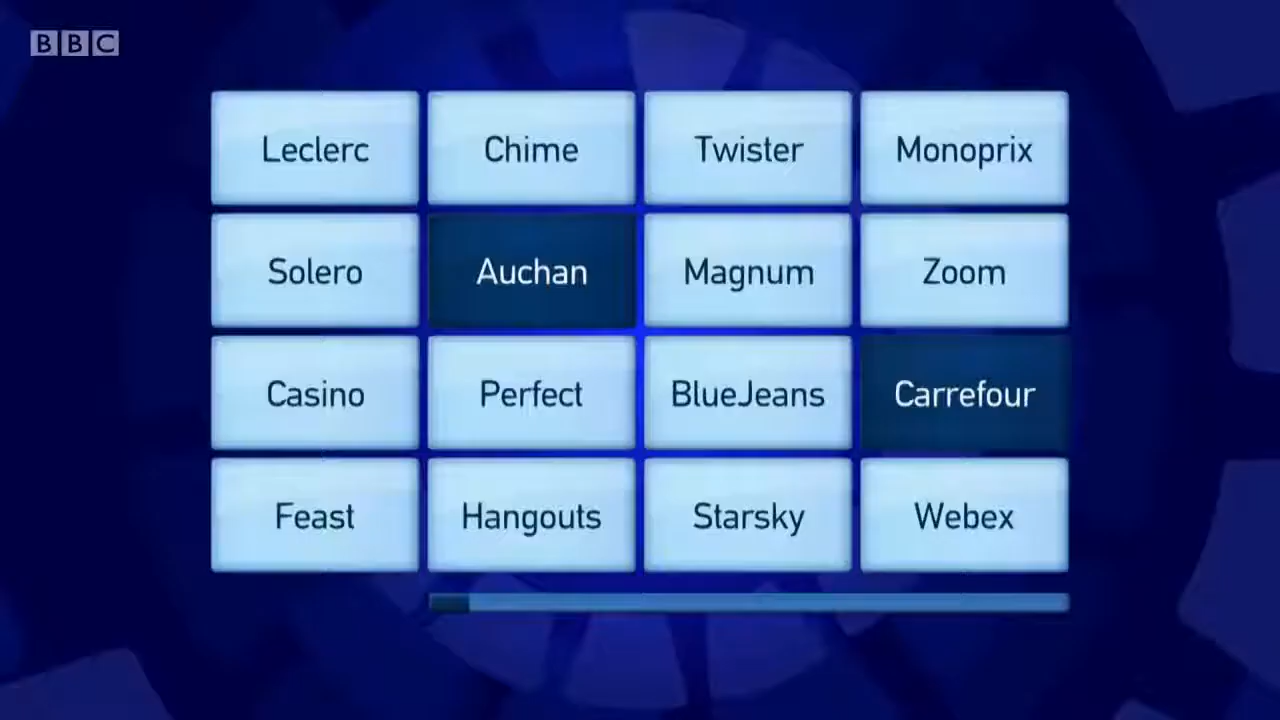 BBC
Leclerc
Chime
Twister
Monoprix
Solero
Auchan
Magnum
Zoom
Casino
Perfect
BlueJeans
Carrefour
Feast
Hangouts
Starsky
Webex